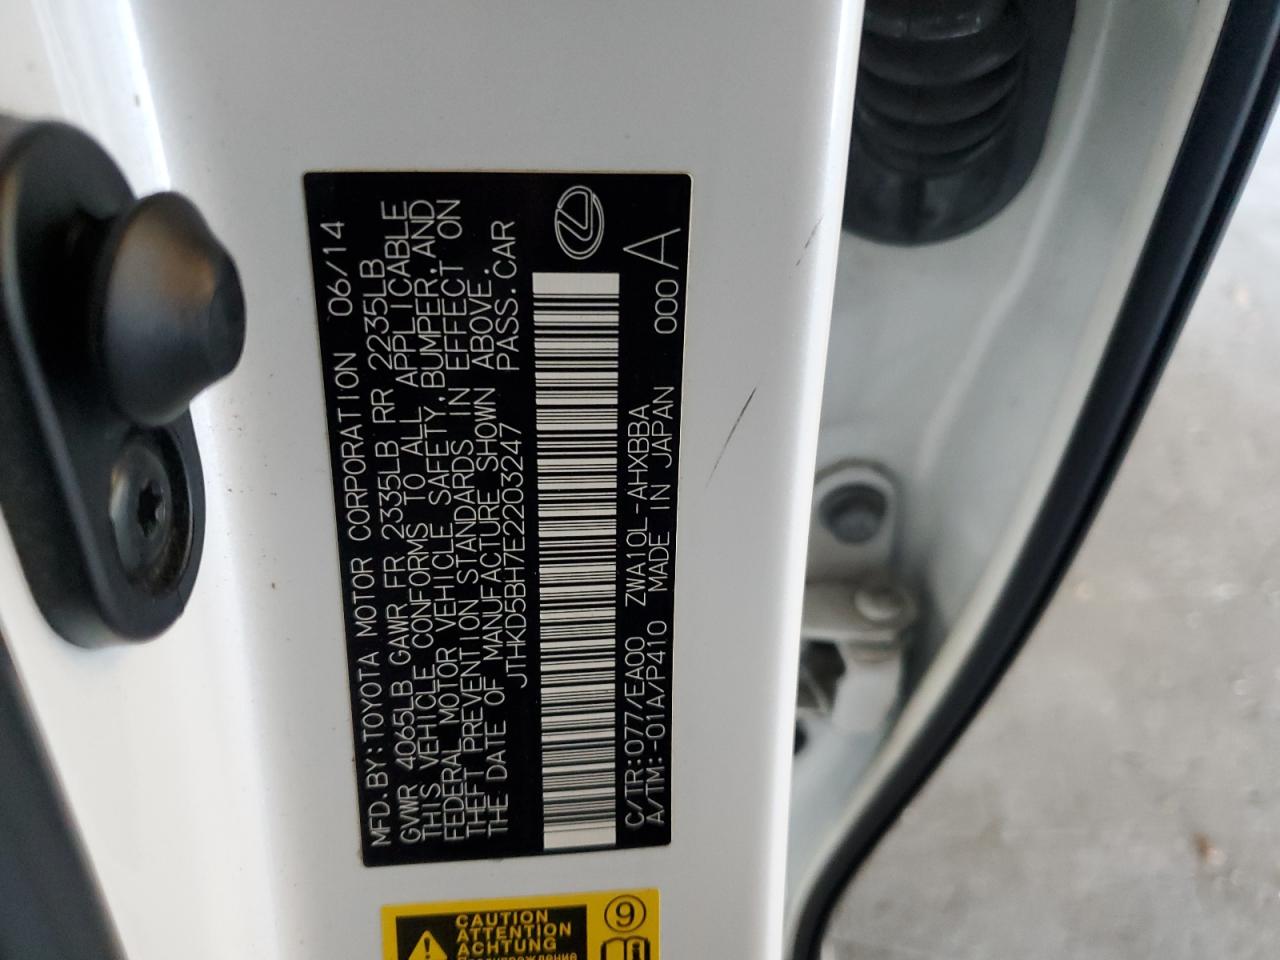 MFD.BY:TOYOTA MOTOR CORPORATION 06/14
GVWR 4065LB GAWR FR 2335LB RR 2235LB
THIS VEHICLE CONFORMS TO ALL APPLICABLE
FEDERAL MOTOR VEHICLE SAFETY,BUMPER,AND
THEFT PREVENTION STANDARDS IN EFFECT ON
THE DATE OF MANUFACTURE SHOWN ABOVE.
JTHKD5BH7E2203247 PASS.CAR
C/TR:077/EA00 ZWA10L-AHXBBA
A/TM:-01A/P410 MADE IN JAPAN 000 A
CAUTION
ATTENTION
ACHTUNG
9